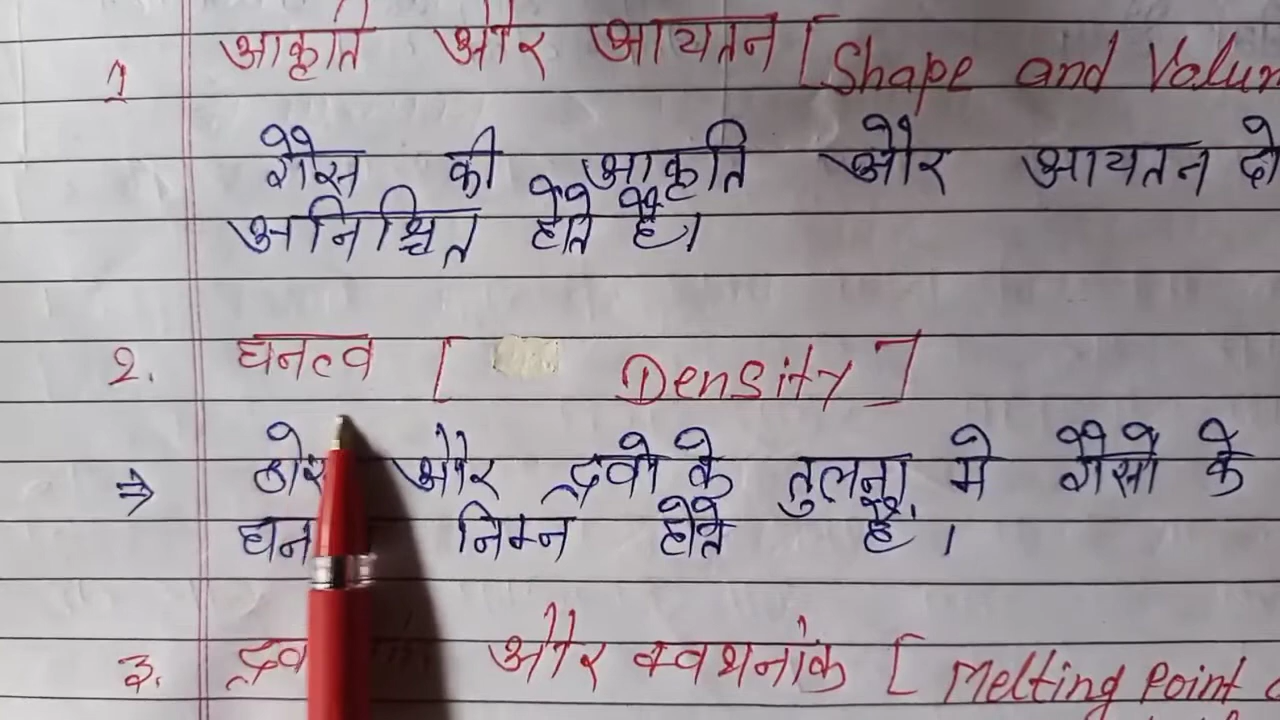 1 आकृति और आयतन [Shape and Valum
गैस की आकृति और आयतन दो
अनिश्चित होते है।
2. घनत्व [ Density]
⇒ और द्रवो के तुलना मे गैसो के
निम्न होते है।
3. और क्वथनांक [ Melting Point